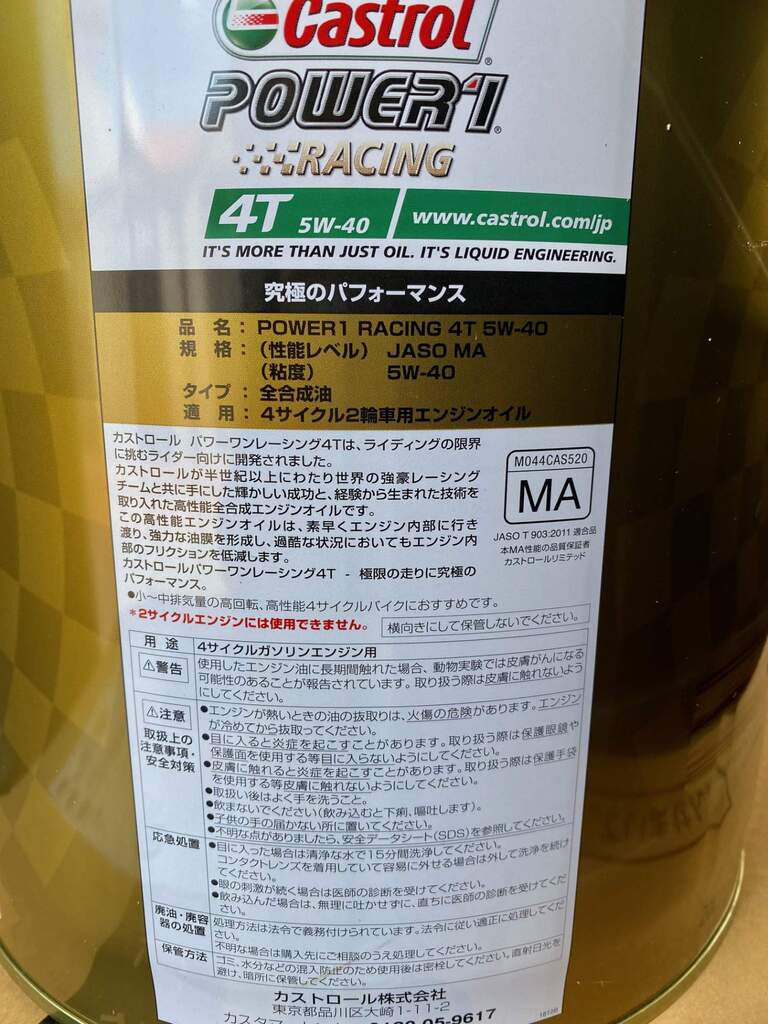 Castrol
POWER1
RACING
4T 5W-40 www.castrol.com/jp
IT'S MORE THAN JUST OIL. IT'S LIQUID ENGINEERING.
究極のパフォーマンス
品 名： POWER1 RACING 4T 5W-40
規 格：（性能レベル） JASO MA
（粘度） 5W-40
タイプ ： 全合成油
適 用： 4サイクル2輪車用エンジンオイル
カストロール パワーワンレーシング4Tは、ライディングの限界
に挑むライダー向けに開発されました。
カストロールが半世紀以上にわたり世界の強豪レーシング
チームと共に手にした輝かしい成功と、経験から生まれた技術を
取り入れた高性能全合成エンジンオイルです。
この高性能エンジンオイルは、素早くエンジン内部に行き
渡り、強力な油膜を形成し、過酷な状況においてもエンジン内
部のフリクションを低減します。
カストロールパワーワンレーシング4T - 極限の走りに究極の
パフォーマンス。
M044CAS520
MA
JASO T 903:2011 適合品
本MA性能の品質保証者
カストロールリミテッド
●小～中排気量の高回転、高性能4サイクルバイクにおすすめです。
*2サイクルエンジンには使用できません。 横向きにして保管しないでください。
用 途 4サイクルガソリンエンジン用
⚠警告 使用したエンジン油に長期間触れた場合、動物実験では皮膚がんになる
可能性のあることが報告されています。取り扱う際は皮膚に触れないよう
にしてください。
⚠注意
取扱上の
注意事項・
安全対策
●エンジンが熱いときの油の抜取りは、火傷の危険があります。エンジン
が冷めてから抜取ってください。
●目に入ると炎症を起こすことがあります。取り扱う際は保護眼鏡や
保護面を使用する等目に入らないようにしてください。
●皮膚に触れると炎症を起こすことがあります。取り扱う際は保護手袋
を使用する等皮膚に触れないようにしてください。
●取扱い後はよく手を洗うこと。
●飲まないでください（飲み込むと下痢、嘔吐します）。
●子供の手の届かない所に置いてください。
●不明な点がありましたら、安全データシート（SDS）を参照してください。
応急処置 ●目に入った場合は清浄な水で15分間洗浄してください。
コンタクトレンズを着用していて容易に外せる場合は外して洗浄を続け
てください。
●眼の刺激が続く場合は医師の診断を受けてください。
●飲み込んだ場合は、無理に吐かせずに、直ちに医師の診断を受けてくだ
さい。
廃油・廃容
器の処置
処理方法は法令で義務付けられています。法令に従い適正に処理してくだ
さい。
不明な場合は購入先にご相談のうえ処理してください。
保管方法 ゴミ、水分などの混入防止のため使用後は密栓してください。直射日光を
避け、暗所に保管してください。
カストロール株式会社
東京都品川区大崎1-11-2